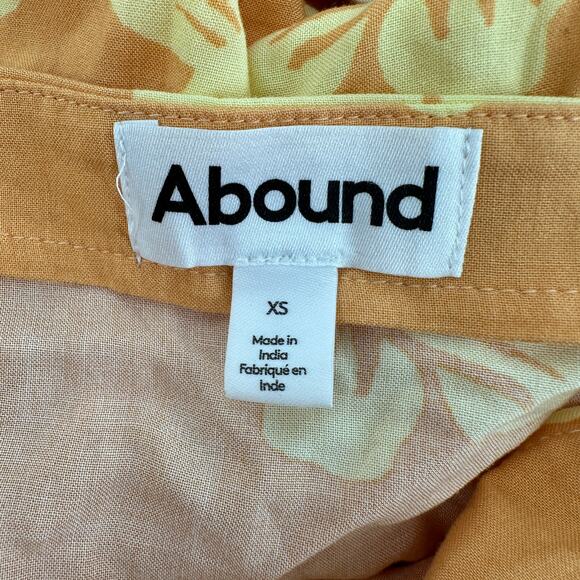 Abound
XS
Made in
India
Fabriqué en
Inde